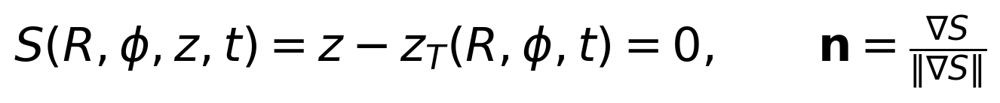 S(R, ϕ, z, t) = z − z_T(R, ϕ, t) = 0,    n = ∇S / ‖∇S‖